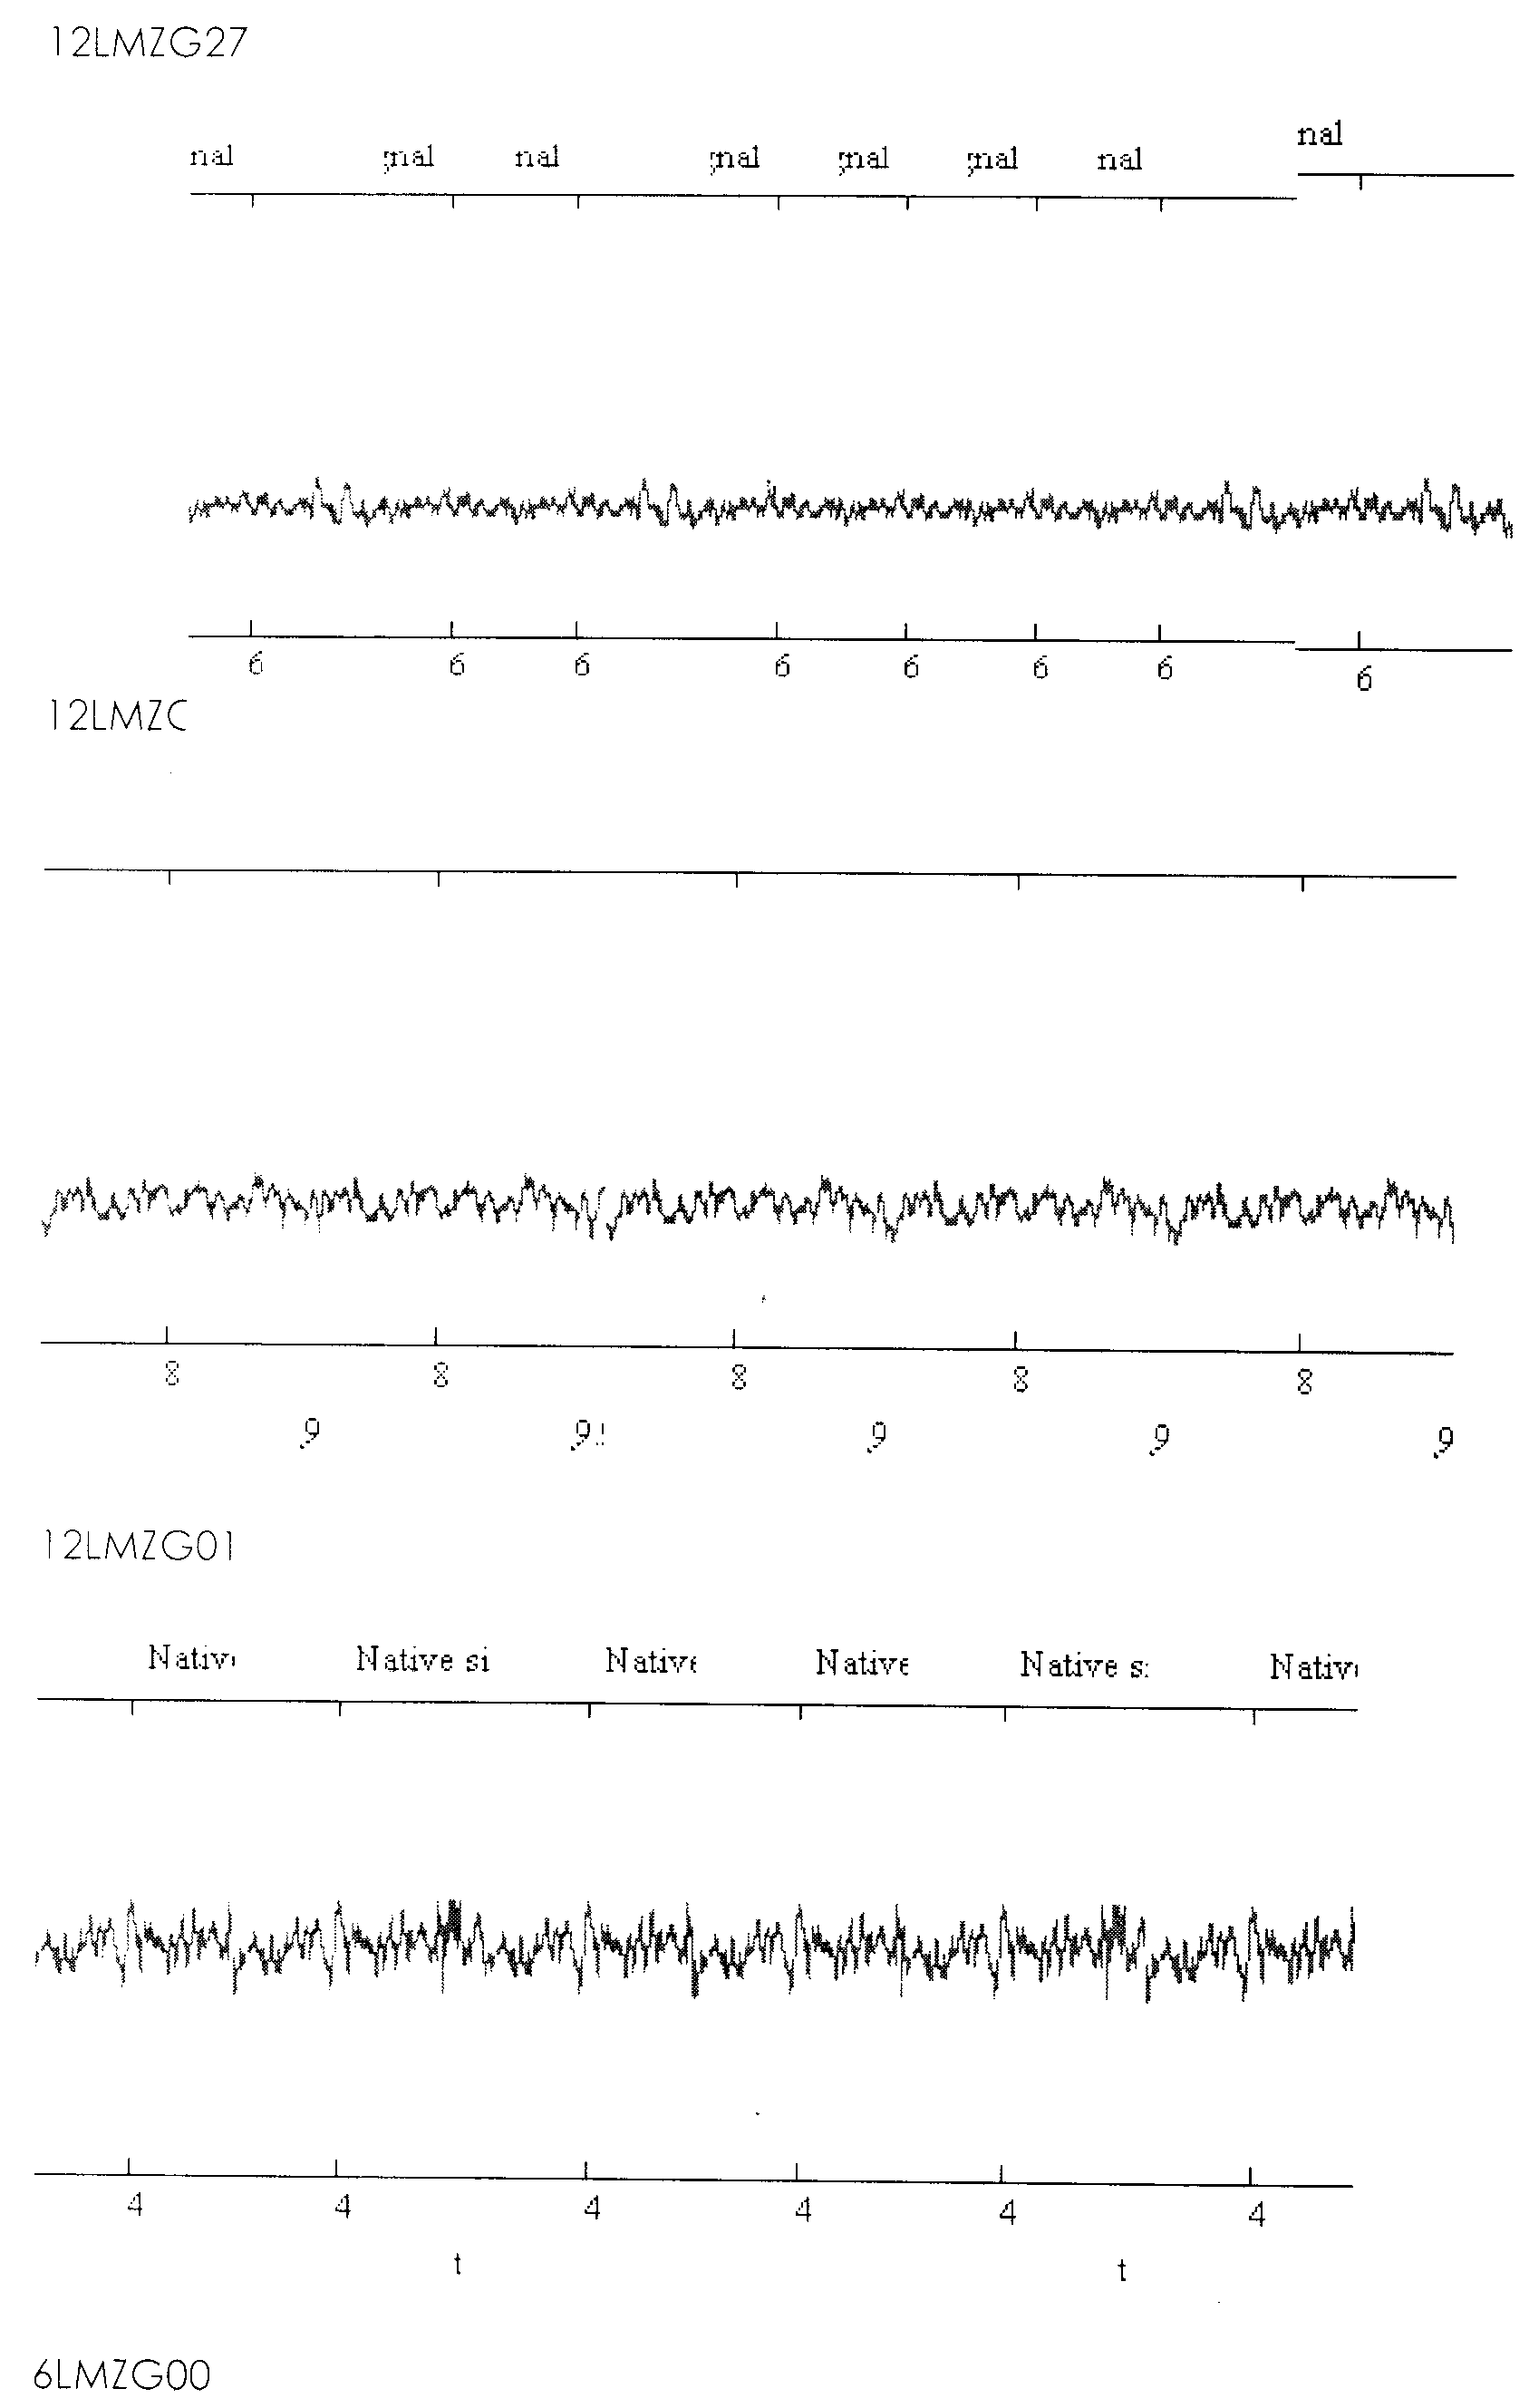 12LMZG27
nal gnal nal gnal gnal gnal nal nal
6 6 6 6 6 6 6 6
12LMZC
8 8 8 8 8
,9 ,9 ,9 ,9 ,9
12LMZG01
Native Native si Native Native Native s Native
4 4 4 4 4 4
t t
6LMZG00